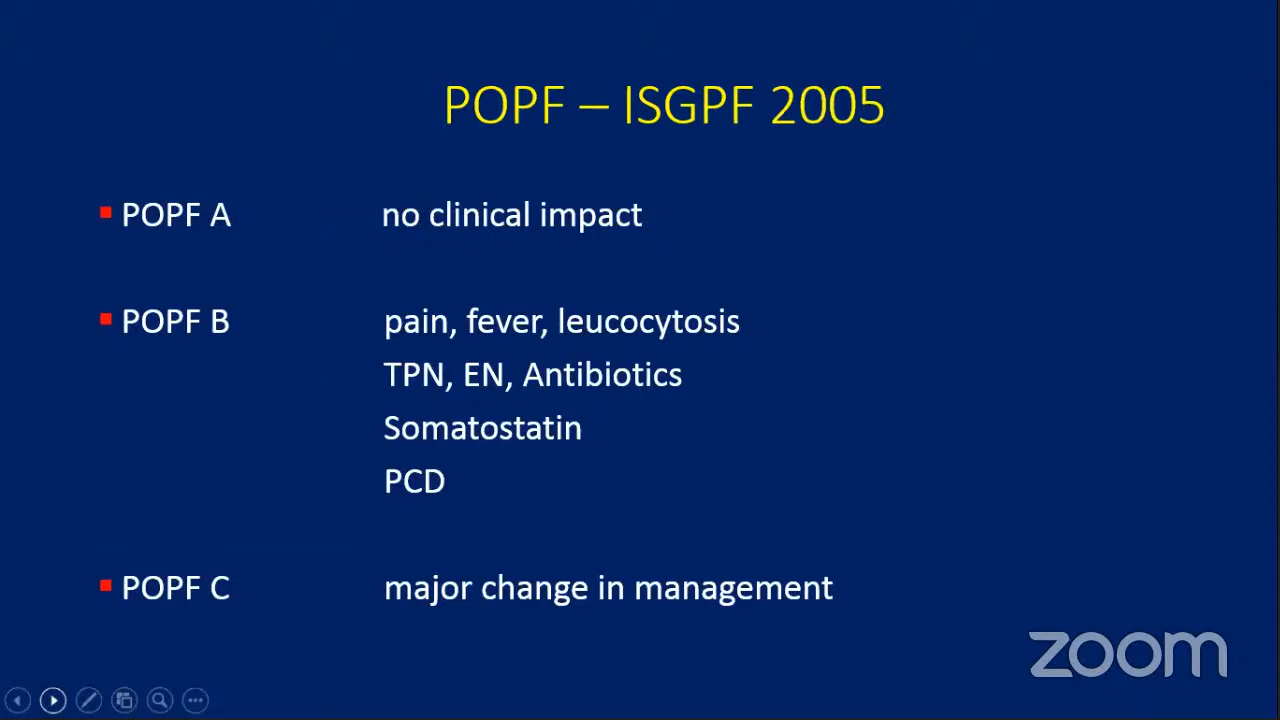 POPF – ISGPF 2005
POPF A no clinical impact
POPF B pain, fever, leucocytosis
TPN, EN, Antibiotics
Somatostatin
PCD
POPF C major change in management
zoom